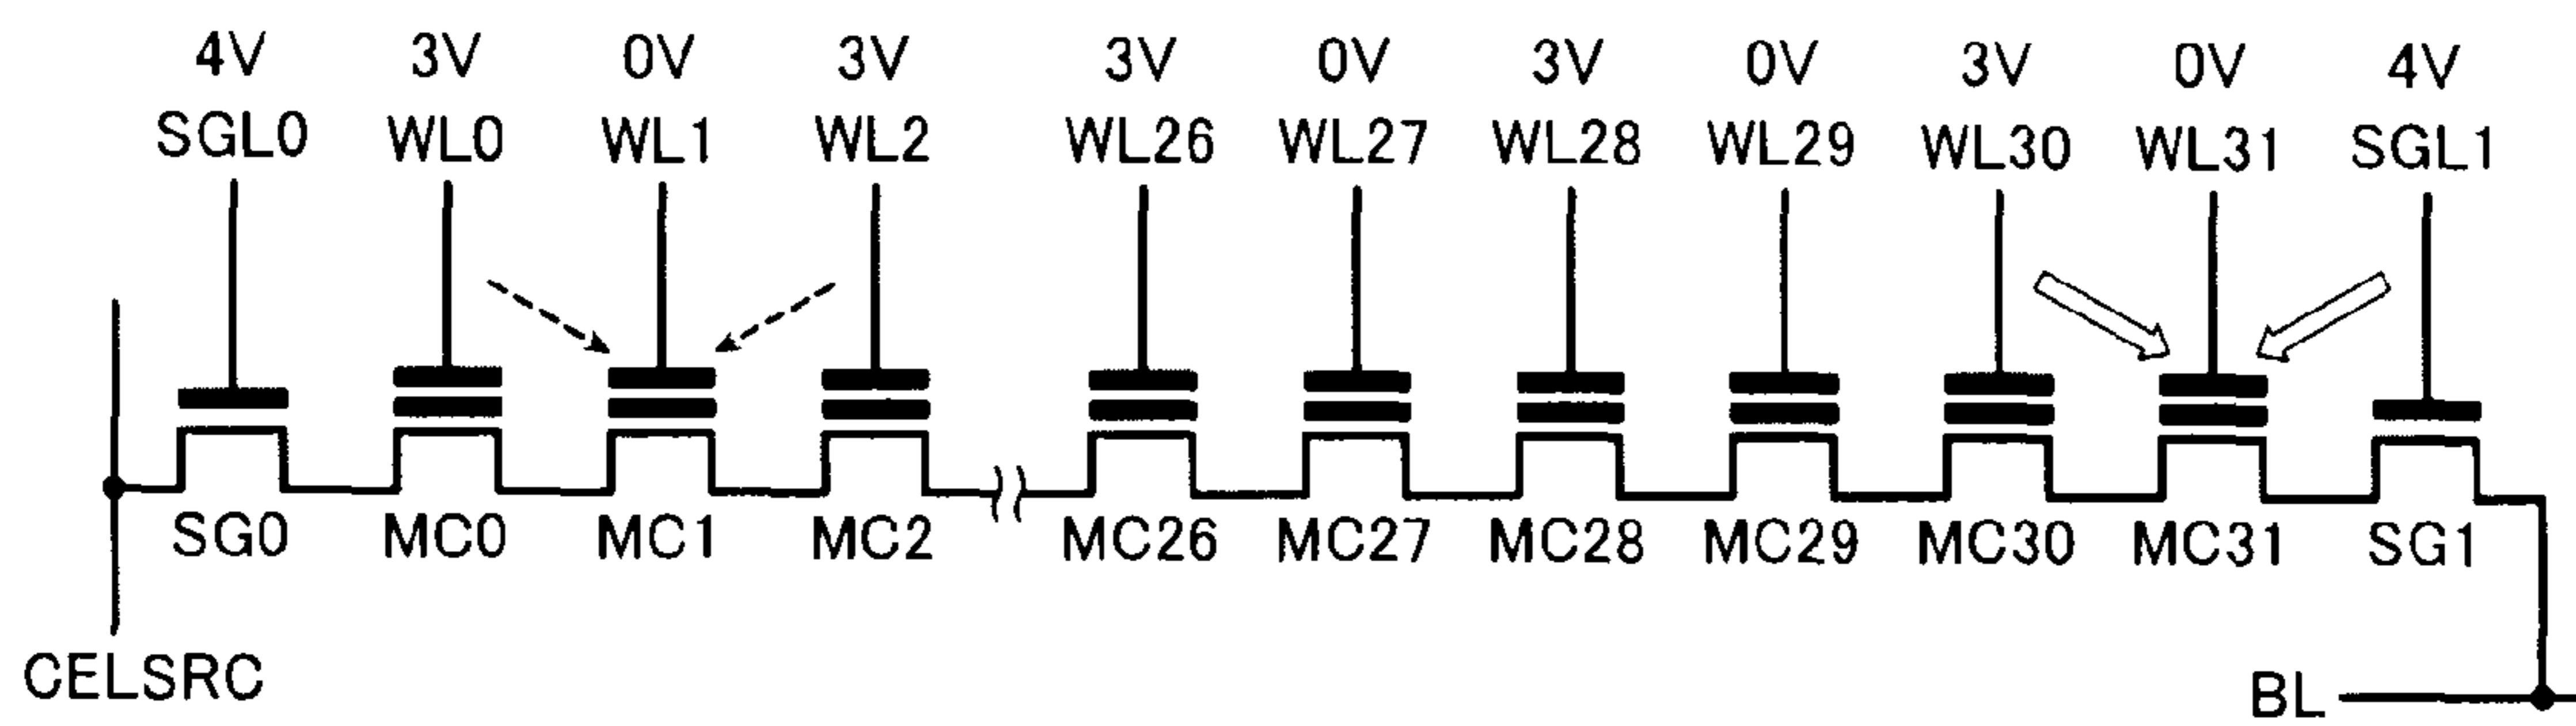 4V 3V 0V 3V 3V 0V 3V 0V 3V 0V 4V
SGL0 WL0 WL1 WL2 WL26 WL27 WL28 WL29 WL30 WL31 SGL1
SG0 MC0 MC1 MC2 MC26 MC27 MC28 MC29 MC30 MC31 SG1
CELSRC
BL